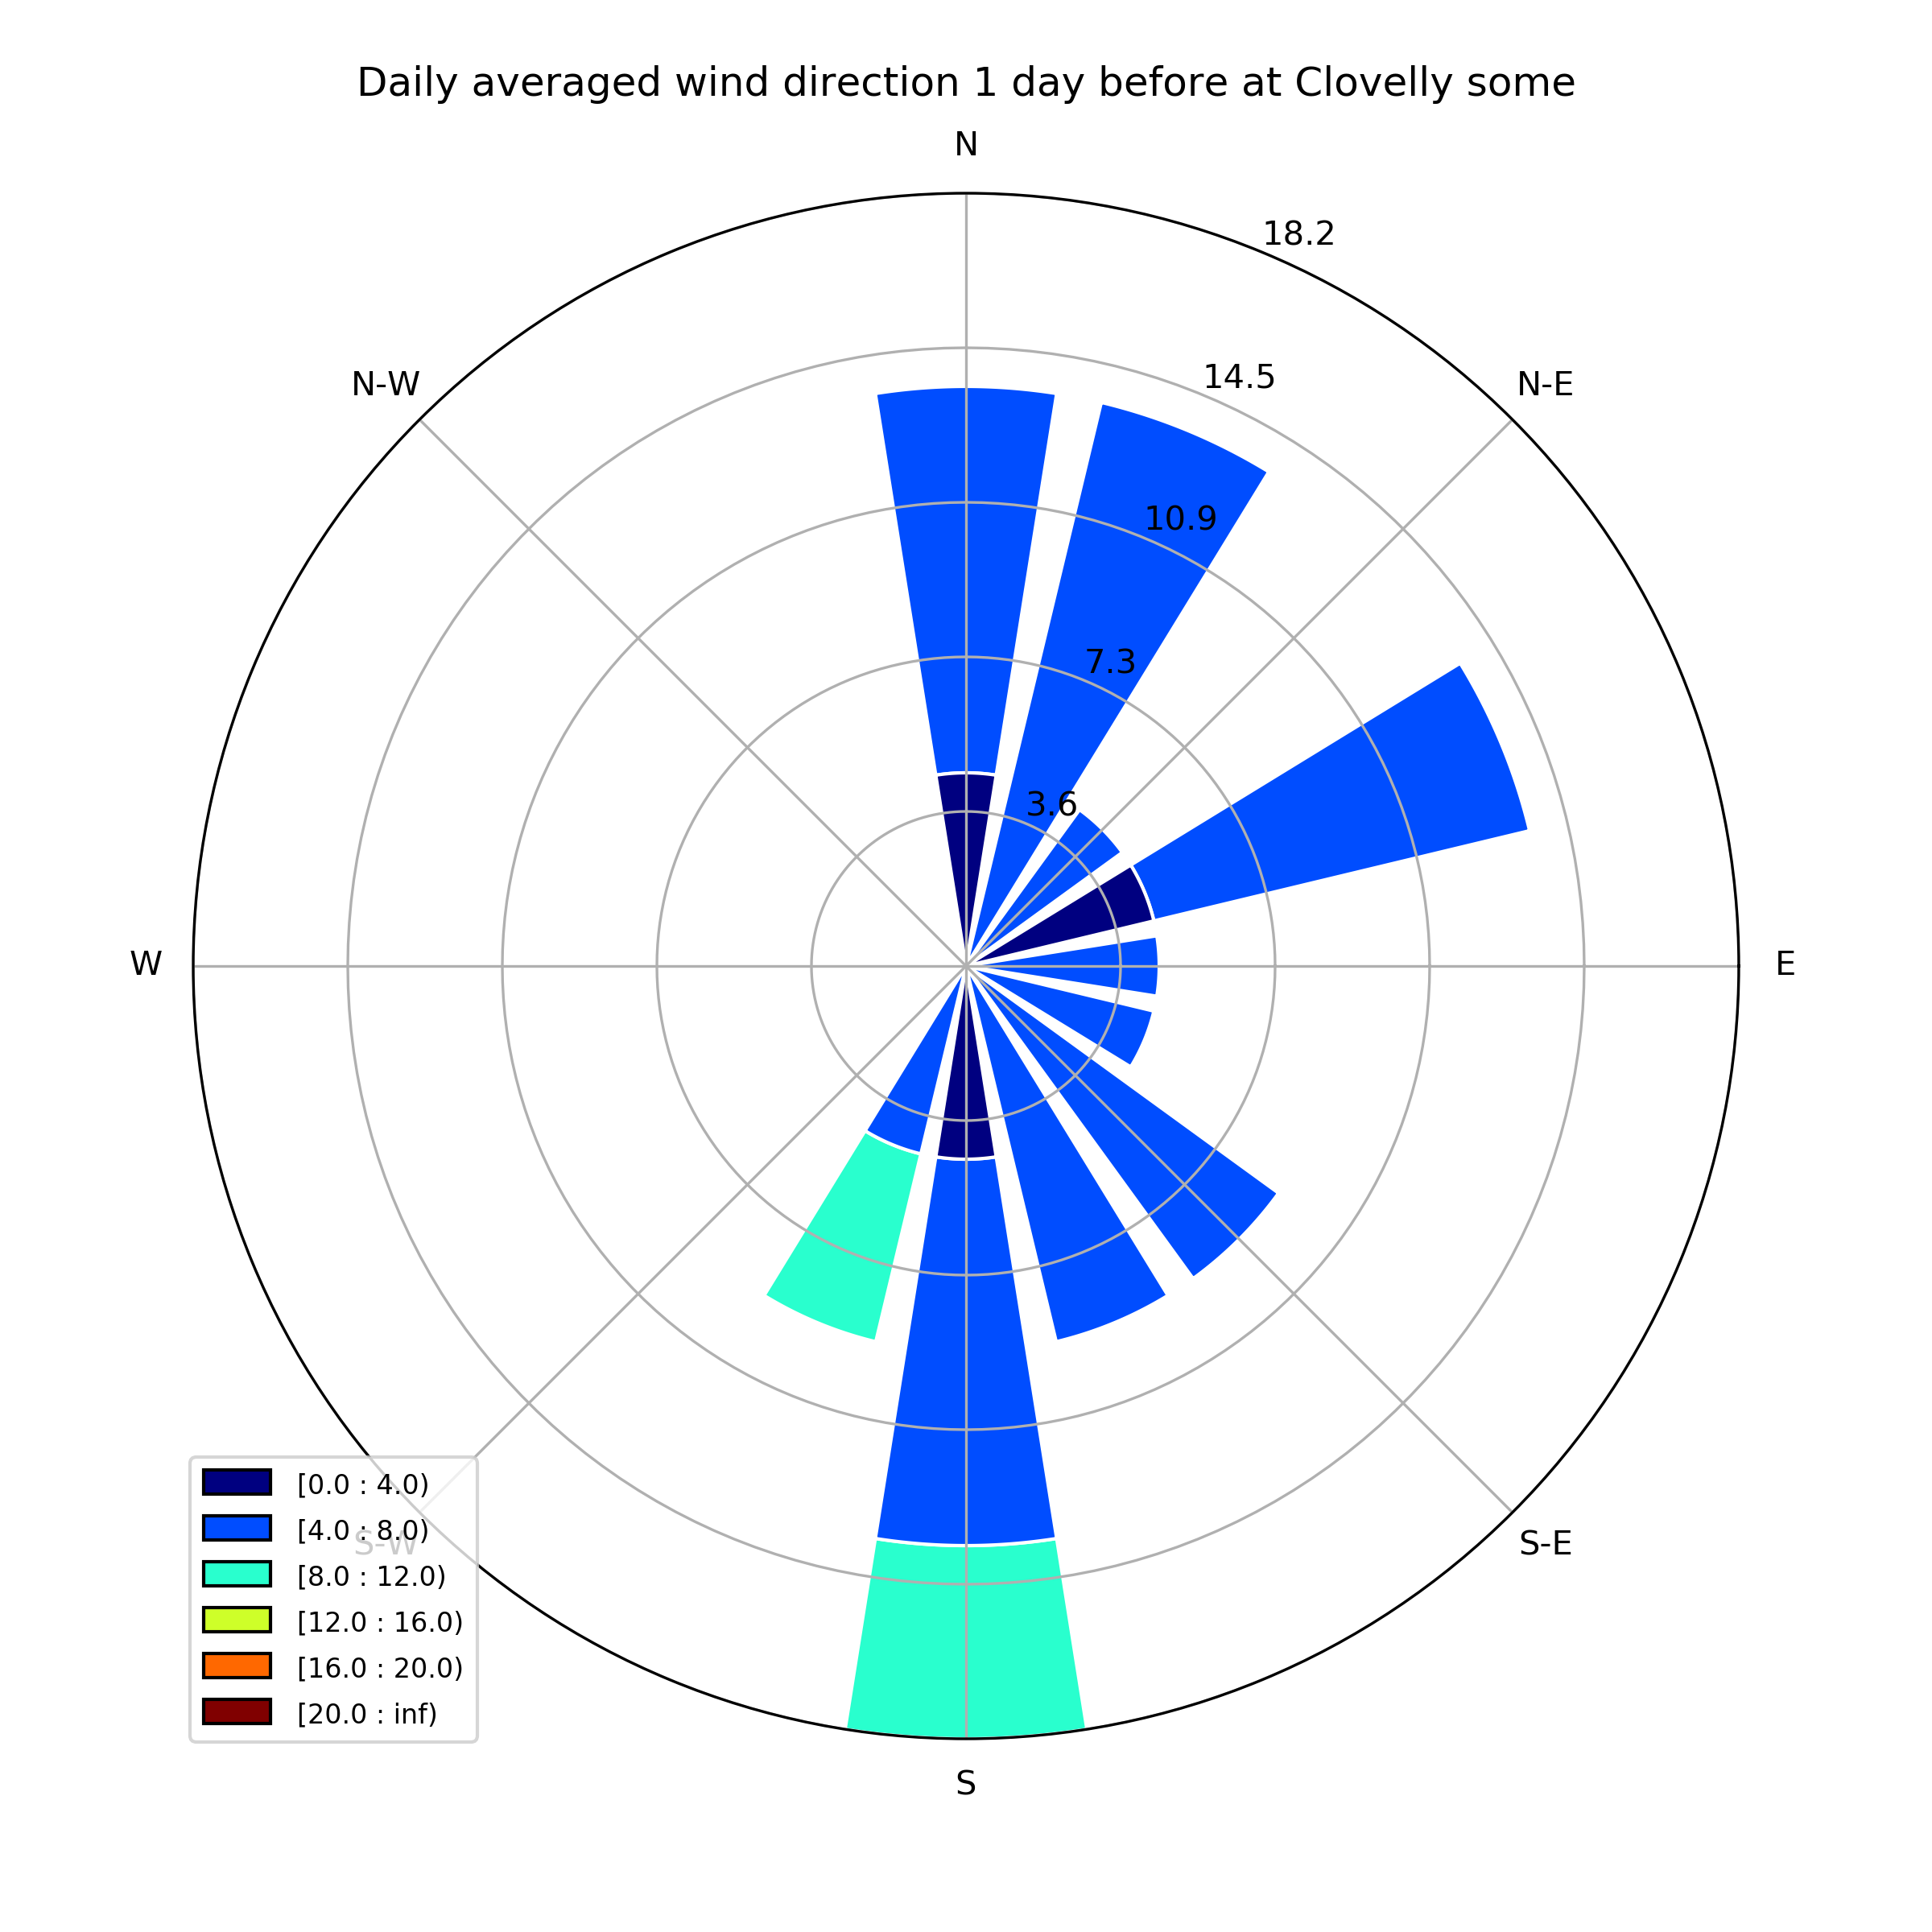 Daily averaged wind direction 1 day before at Clovelly some
N
18.2
N-W
14.5
N-E
10.9
7.3
3.6
W
E
[0.0 : 4.0)
[4.0 : 8.0)
S-W
S-E
[8.0 : 12.0)
[12.0 : 16.0)
[16.0 : 20.0)
[20.0 : inf)
S